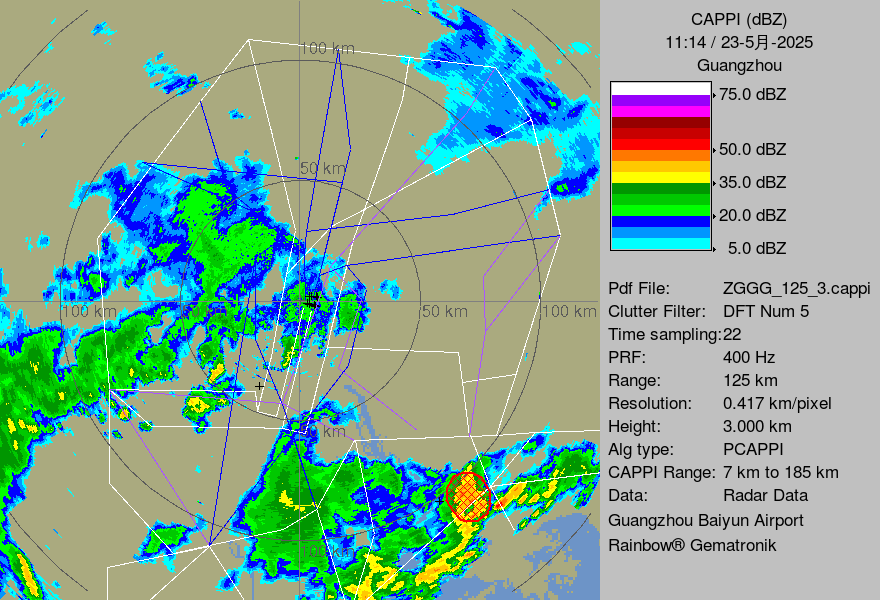 CAPPI (dBZ)
11:14 / 23-5月-2025
Guangzhou
75.0 dBZ
50.0 dBZ
35.0 dBZ
20.0 dBZ
5.0 dBZ
Pdf File: ZGGG_125_3.cappi
Clutter Filter: DFT Num 5
Time sampling:22
PRF: 400 Hz
Range: 125 km
Resolution: 0.417 km/pixel
Height: 3.000 km
Alg type: PCAPPI
CAPPI Range: 7 km to 185 km
Data: Radar Data
Guangzhou Baiyun Airport
Rainbow® Gematronik
100 km
50 km
100 km
50 km
100 km
km
100 km